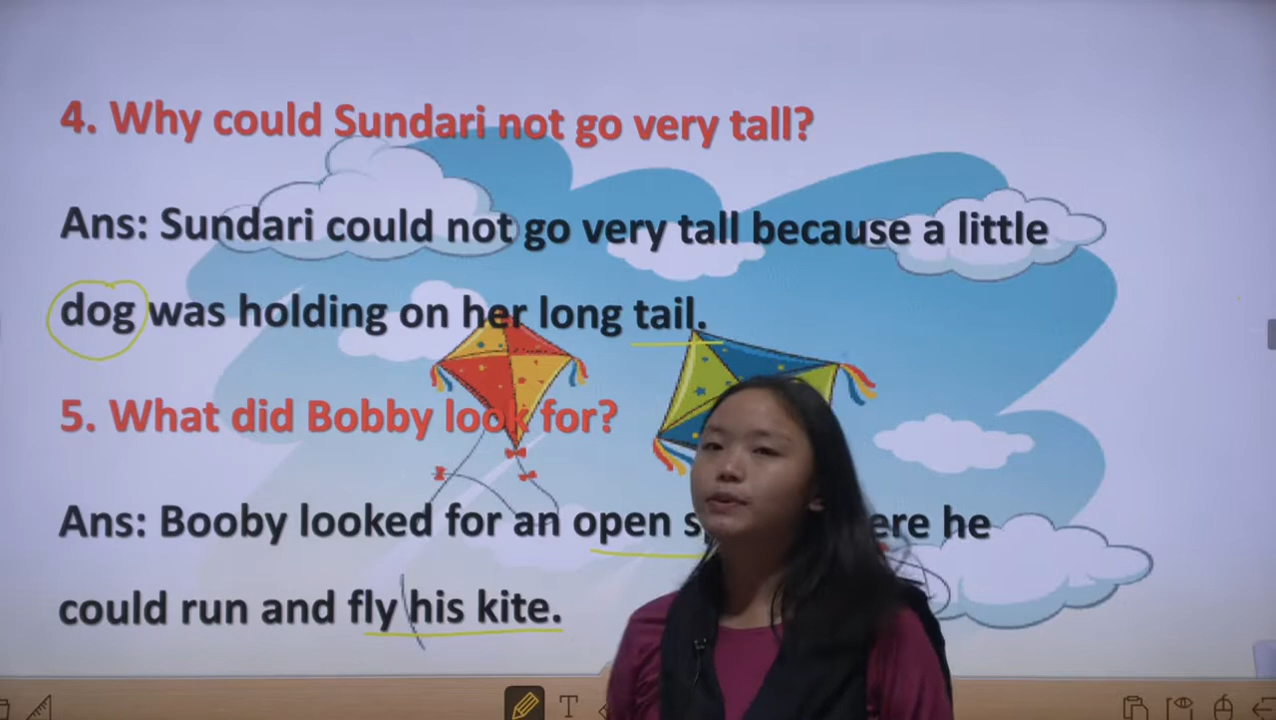 4. Why could Sundari not go very tall?
Ans: Sundari could not go very tall because a little
dog was holding on her long tail.
5. What did Bobby look for?
Ans: Booby looked for an open he
could run and fly his kite.
T